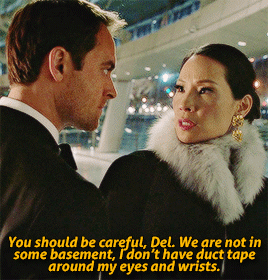 You should be careful, Del. We are not in
some basement, I don't have duct tape
around my eyes and wrists.